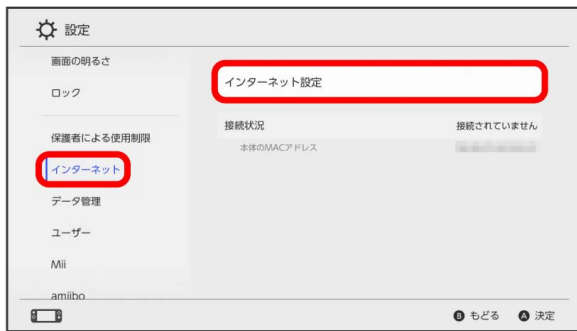 設定
画面の明るさ
ロック
保護者による使用制限
インターネット
データ管理
ユーザー
Mii
amiibo
インターネット設定
接続状況 接続されていません
本体のMACアドレス
B もどる A 決定